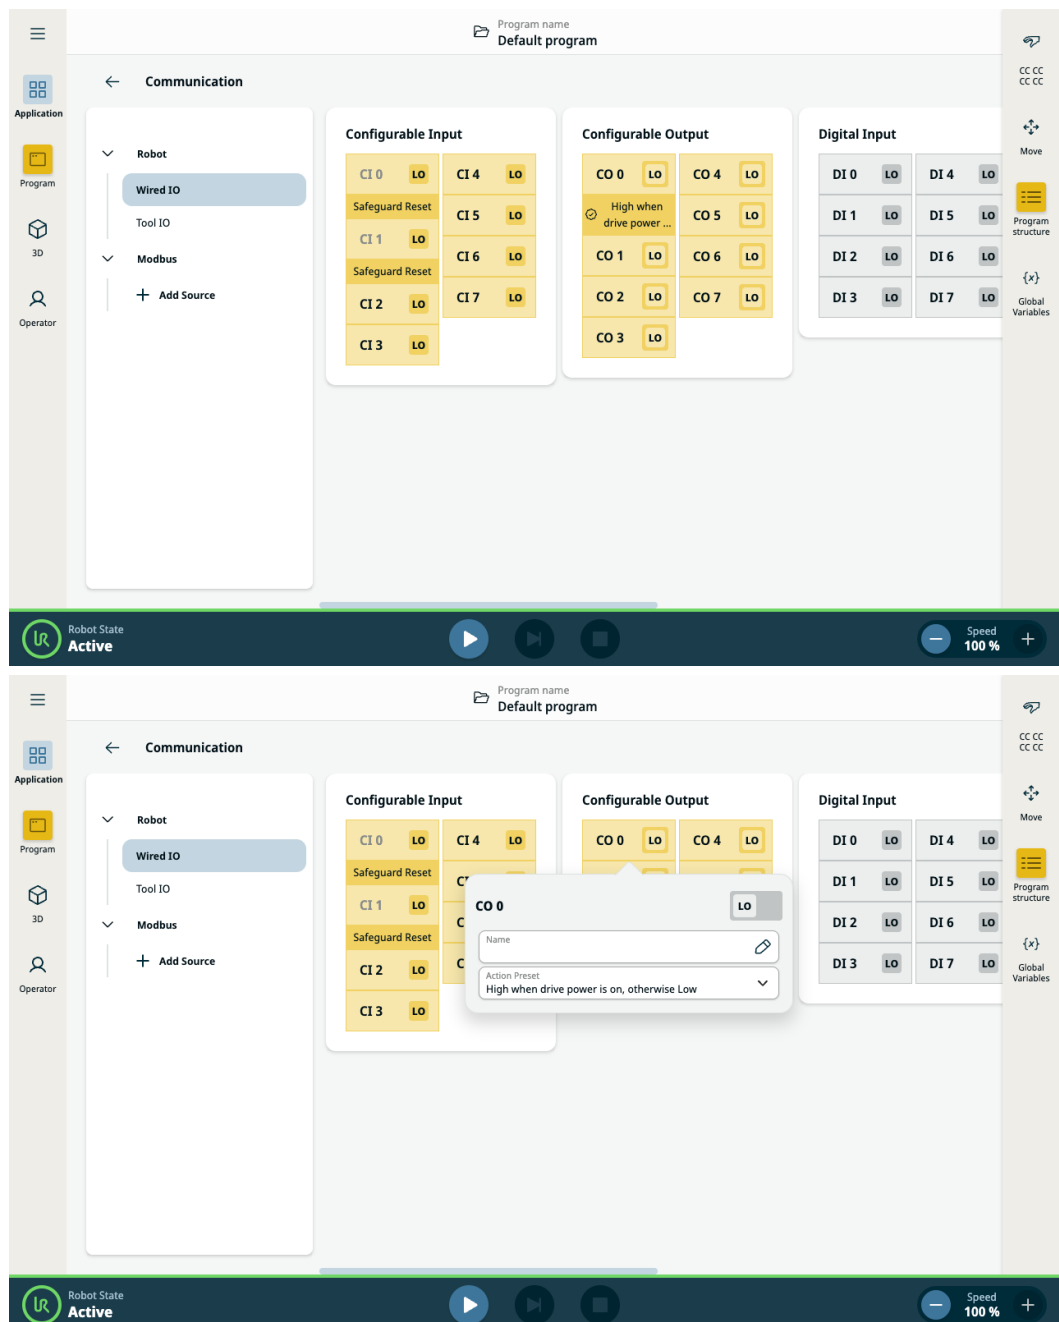 Program name
Default program
Application
Program
3D
Operator
Communication
Robot
Wired IO
Tool IO
Modbus
Add Source
Configurable Input
CI 0 LO CI 4 LO
Safeguard Reset
CI 5 LO
CI 1 LO
CI 6 LO
Safeguard Reset
CI 2 LO CI 7 LO
CI 3 LO
Configurable Output
CO 0 LO CO 4 LO
High when
drive power ...
CO 5 LO
CO 1 LO CO 6 LO
CO 2 LO CO 7 LO
CO 3 LO
Digital Input
DI 0 LO DI 4 LO
DI 1 LO DI 5 LO
DI 2 LO DI 6 LO
DI 3 LO DI 7 LO
CC CC
CC CC
Move
Program
structure
{x}
Global
Variables
UR
Robot State
Active
Speed
100 %
Program name
Default program
Application
Program
3D
Operator
Communication
Robot
Wired IO
Tool IO
Modbus
Add Source
Configurable Input
CI 0 LO CI 4 LO
Safeguard Reset
CI 1 LO
Safeguard Reset
CI 2 LO
CI 3 LO
Configurable Output
CO 0 LO CO 4 LO
CO 0
LO
Name
Action Preset
High when drive power is on, otherwise Low
Digital Input
DI 0 LO DI 4 LO
DI 1 LO DI 5 LO
DI 2 LO DI 6 LO
DI 3 LO DI 7 LO
CC CC
CC CC
Move
Program
structure
{x}
Global
Variables
UR
Robot State
Active
Speed
100 %